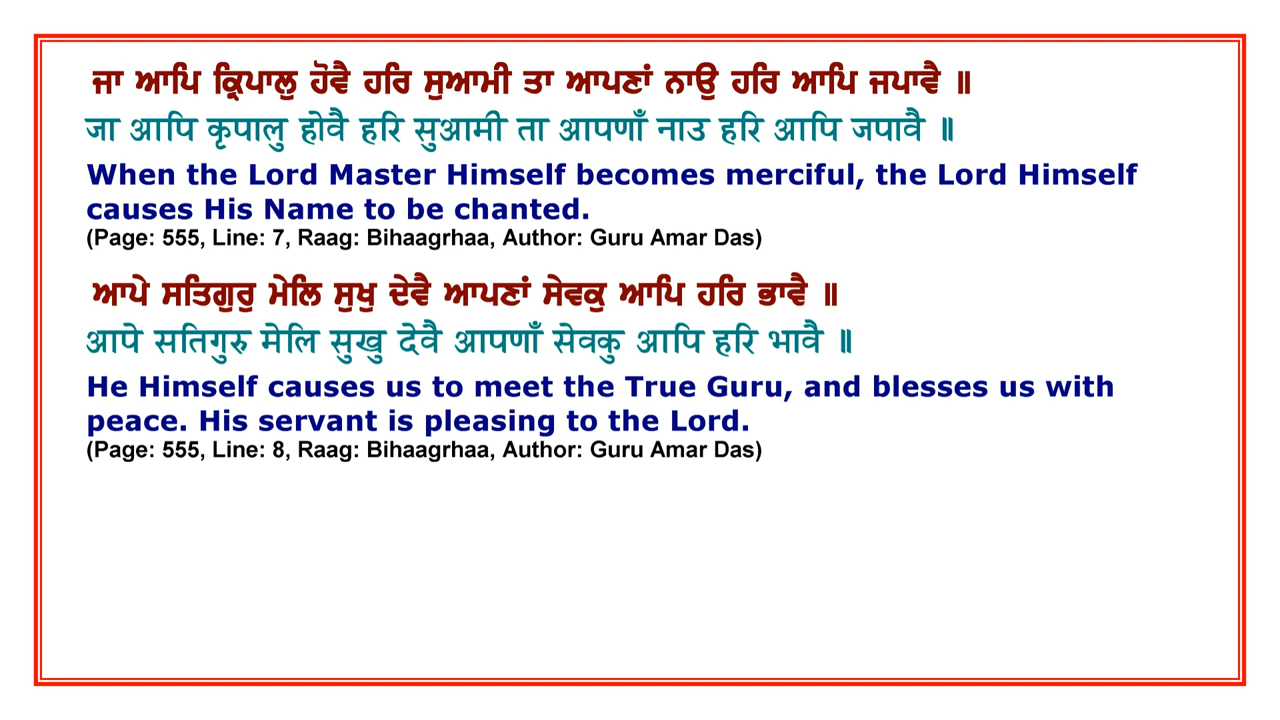 ਜਾ ਆਪਿ ਕ੍ਰਿਪਾਲੁ ਹੋਵੈ ਹਰਿ ਸੁਆਮੀ ਤਾ ਆਪਣਾਂ ਨਾਉ ਹਰਿ ਆਪਿ ਜਪਾਵੈ ॥
जा आपि कृपालु होवै हरि सुआमी ता आपणाँ नाउ हरि आपि जपावै ॥
When the Lord Master Himself becomes merciful, the Lord Himself
causes His Name to be chanted.
(Page: 555, Line: 7, Raag: Bihaagrhaa, Author: Guru Amar Das)
ਆਪੇ ਸਤਿਗੁਰੁ ਮੇਲਿ ਸੁਖੁ ਦੇਵੈ ਆਪਣਾਂ ਸੇਵਕੁ ਆਪਿ ਹਰਿ ਭਾਵੈ ॥
आपे सतिगुरु मेलि सुखु देवै आपणाँ सेवकु आपि हरि भावै ॥
He Himself causes us to meet the True Guru, and blesses us with
peace. His servant is pleasing to the Lord.
(Page: 555, Line: 8, Raag: Bihaagrhaa, Author: Guru Amar Das)